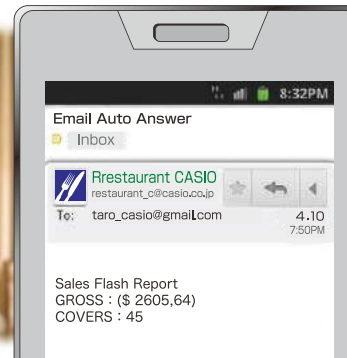 8:32PM
Email Auto Answer
Inbox
Rrestaurant CASIO
restaurant_c@casio.co.jp
To: taro_casio@gmail.com 4.10
7:50PM
Sales Flash Report
GROSS : ($ 2605,64)
COVERS : 45